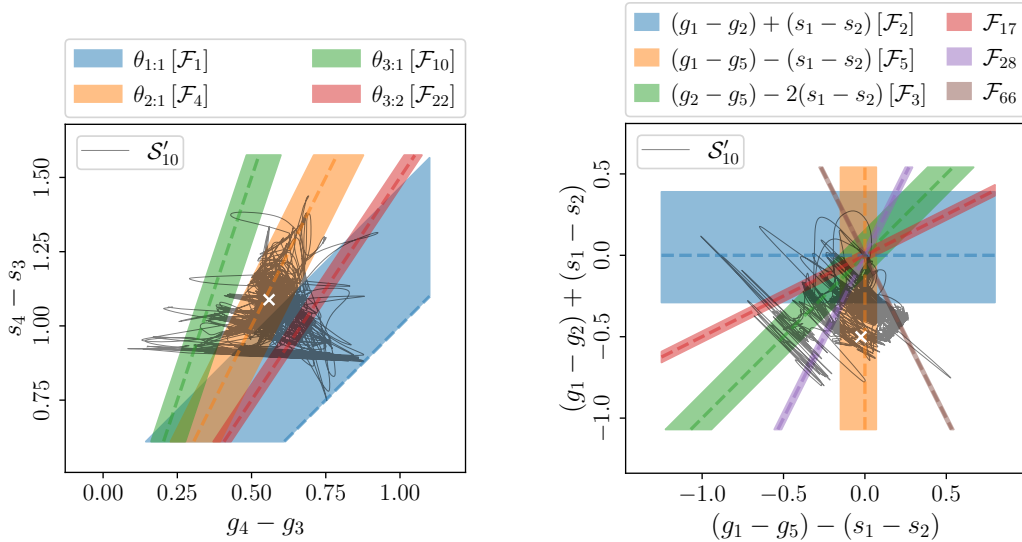 θ₁:₁ [𝓕₁]
θ₂:₁ [𝓕₄]
θ₃:₁ [𝓕₁₀]
θ₃:₂ [𝓕₂₂]
𝓢′₁₀
1.50
1.25
1.00
0.75
s₄ − s₃
0.00 0.25 0.50 0.75 1.00
g₄ − g₃
(g₁ − g₂) + (s₁ − s₂) [𝓕₂]
(g₁ − g₅) − (s₁ − s₂) [𝓕₅]
(g₂ − g₅) − 2(s₁ − s₂) [𝓕₃]
𝓕₁₇
𝓕₂₈
𝓕₆₆
𝓢′₁₀
0.5
0.0
−0.5
−1.0
(g₁ − g₂) + (s₁ − s₂)
−1.0 −0.5 0.0 0.5
(g₁ − g₅) − (s₁ − s₂)